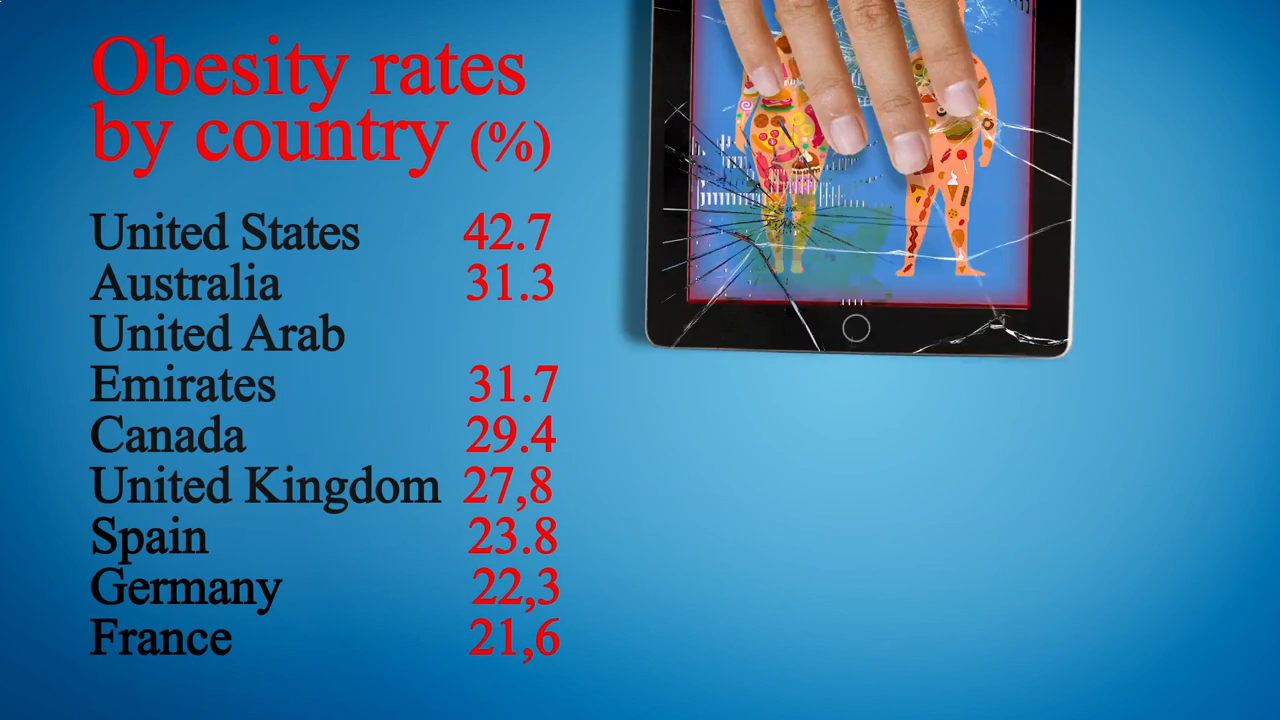 Obesity rates
by country (%)
United States 42.7
Australia 31.3
United Arab
Emirates 31.7
Canada 29.4
United Kingdom 27,8
Spain 23.8
Germany 22,3
France 21,6